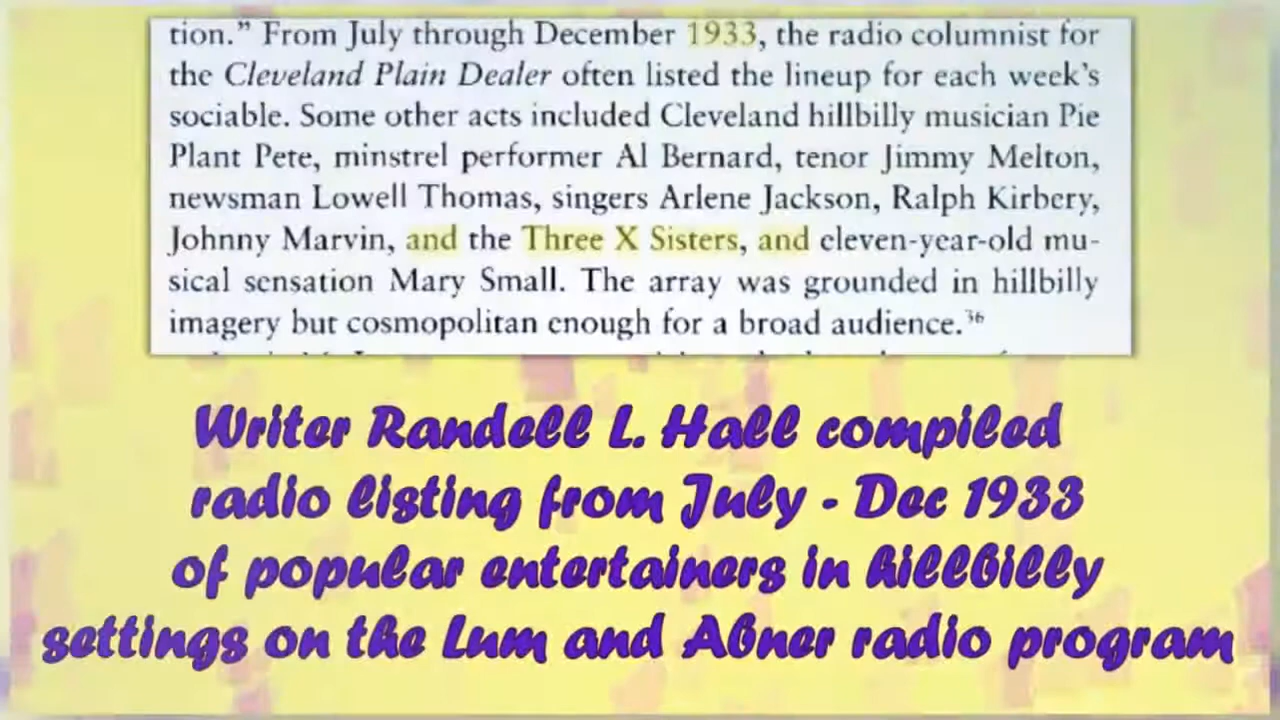 tion.” From July through December 1933, the radio columnist for
the Cleveland Plain Dealer often listed the lineup for each week’s
sociable. Some other acts included Cleveland hillbilly musician Pie
Plant Pete, minstrel performer Al Bernard, tenor Jimmy Melton,
newsman Lowell Thomas, singers Arlene Jackson, Ralph Kirbery,
Johnny Marvin, and the Three X Sisters, and eleven-year-old mu-
sical sensation Mary Small. The array was grounded in hillbilly
imagery but cosmopolitan enough for a broad audience.36
Writer Randell L. Hall compiled
radio listing from July - Dec 1933
of popular entertainers in hillbilly
settings on the Lum and Abner radio program